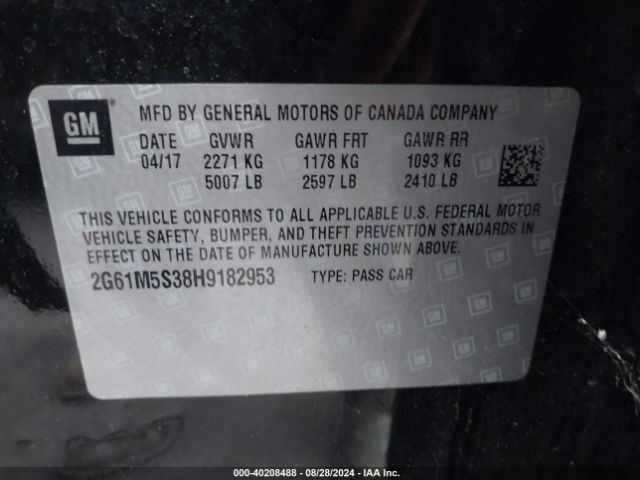 GM
MFD BY GENERAL MOTORS OF CANADA COMPANY
DATE GVWR GAWR FRT GAWR RR
04/17 2271 KG 1178 KG 1093 KG
5007 LB 2597 LB 2410 LB
THIS VEHICLE CONFORMS TO ALL APPLICABLE U.S. FEDERAL MOTOR
VEHICLE SAFETY, BUMPER, AND THEFT PREVENTION STANDARDS IN
EFFECT ON THE DATE OF MANUFACTURE SHOWN ABOVE.
2G61M5S38H9182953 TYPE: PASS CAR
000-40208488 - 08/28/2024 - IAA Inc.